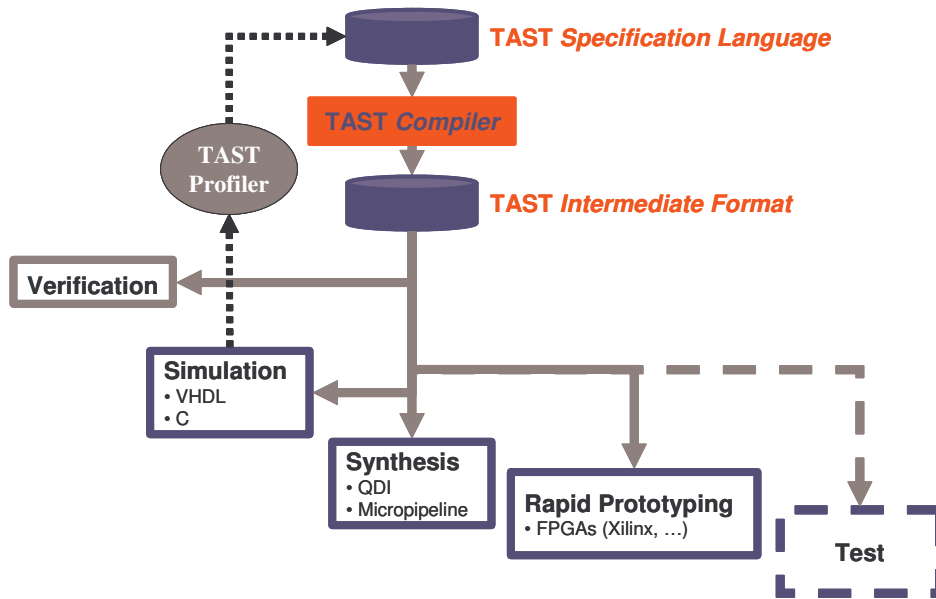 TAST Specification Language
TAST Compiler
TAST
Profiler
TAST Intermediate Format
Verification
Simulation
• VHDL
• C
Synthesis
• QDI
• Micropipeline
Rapid Prototyping
• FPGAs (Xilinx, …)
Test